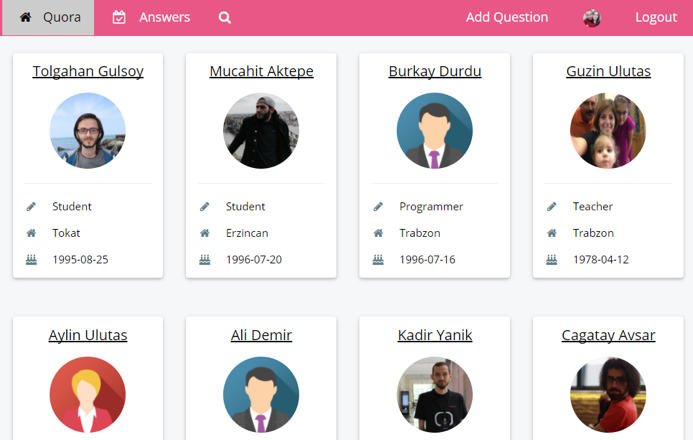 Quora Answers Add Question Logout
Tolgahan Gulsoy
Student
Tokat
1995-08-25
Mucahit Aktepe
Student
Erzincan
1996-07-20
Burkay Durdu
Programmer
Trabzon
1996-07-16
Guzin Ulutas
Teacher
Trabzon
1978-04-12
Aylin Ulutas
Ali Demir
Kadir Yanik
Cagatay Avsar